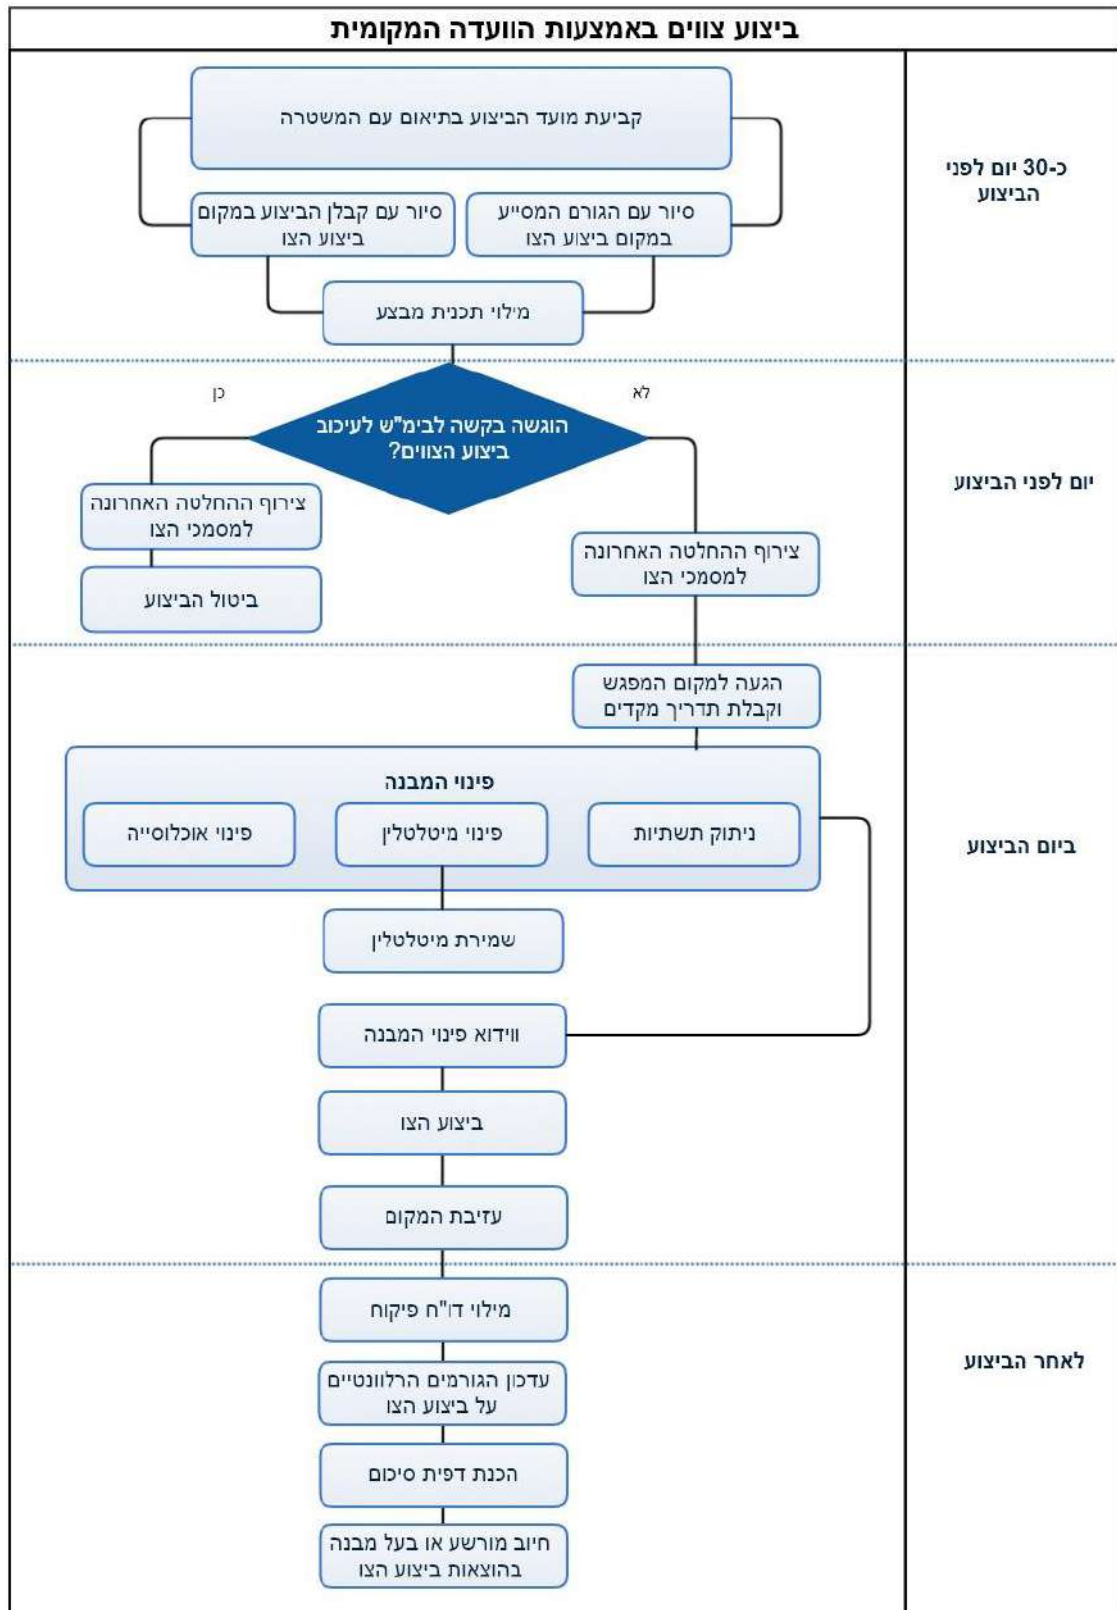 ביצוע צווים באמצעות הוועדה המקומית
כ-30 יום לפני
הביצוע
קביעת מועד הביצוע בתיאום עם המשטרה
סיור עם הגורם המסייע
במקום ביצוע הצו
סיור עם קבלן הביצוע במקום
ביצוע הצו
מילוי תכנית מבצע
יום לפני הביצוע
לא
כן
הוגשה בקשה לבימ"ש לעיכוב
ביצוע הצווים?
צירוף ההחלטה האחרונה
למסמכי הצו
צירוף ההחלטה האחרונה
למסמכי הצו
ביטול הביצוע
ביום הביצוע
הגעה למקום המפגש
וקבלת תדריך מקדים
פינוי המבנה
ניתוק תשתיות
פינוי מיטלטלין
פינוי אוכלוסייה
שמירת מיטלטלין
ווידוא פינוי המבנה
ביצוע הצו
עזיבת המקום
לאחר הביצוע
מילוי דו"ח פיקוח
עדכון הגורמים הרלוונטיים
על ביצוע הצו
הכנת דפית סיכום
חיוב מורשע או בעל מבנה
בהוצאות ביצוע הצו